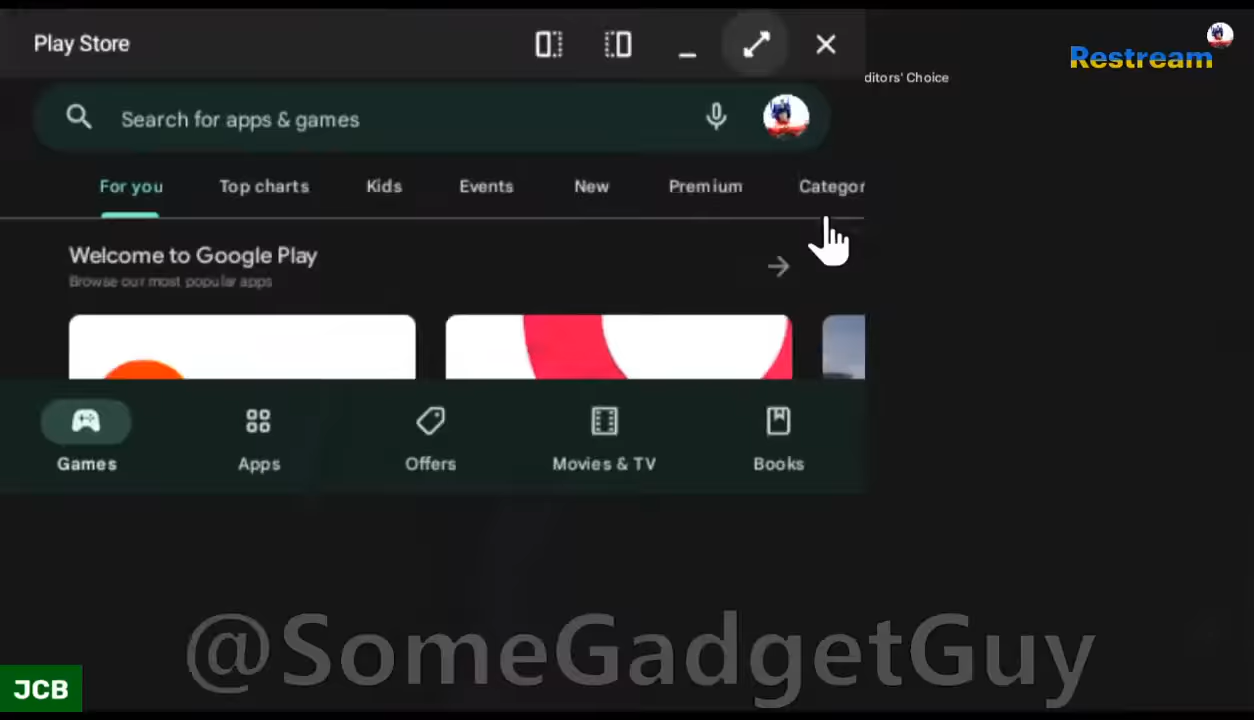 Play Store
Restream
ditors' Choice
Search for apps & games
For you Top charts Kids Events New Premium Categor
Welcome to Google Play
Browse our most popular apps
Games Apps Offers Movies & TV Books
@SomeGadgetGuy
JCB